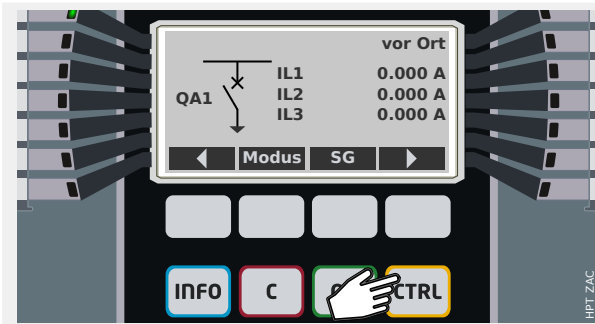 vor Ort
IL1 0.000 A
QA1 IL2 0.000 A
IL3 0.000 A
Modus SG
INFO C CTRL
HPT ZAC